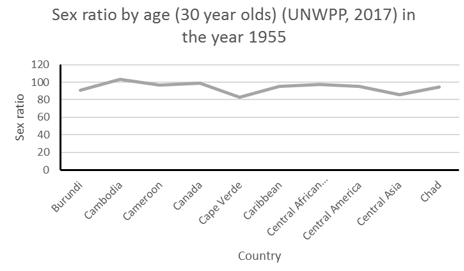 Sex ratio by age (30 year olds) (UNWPP, 2017) in
the year 1955
120
100
80
60
40
20
0
Sex ratio
Burundi
Cambodia
Cameroon
Canada
Cape Verde
Caribbean
Central African...
Central America
Central Asia
Chad
Country